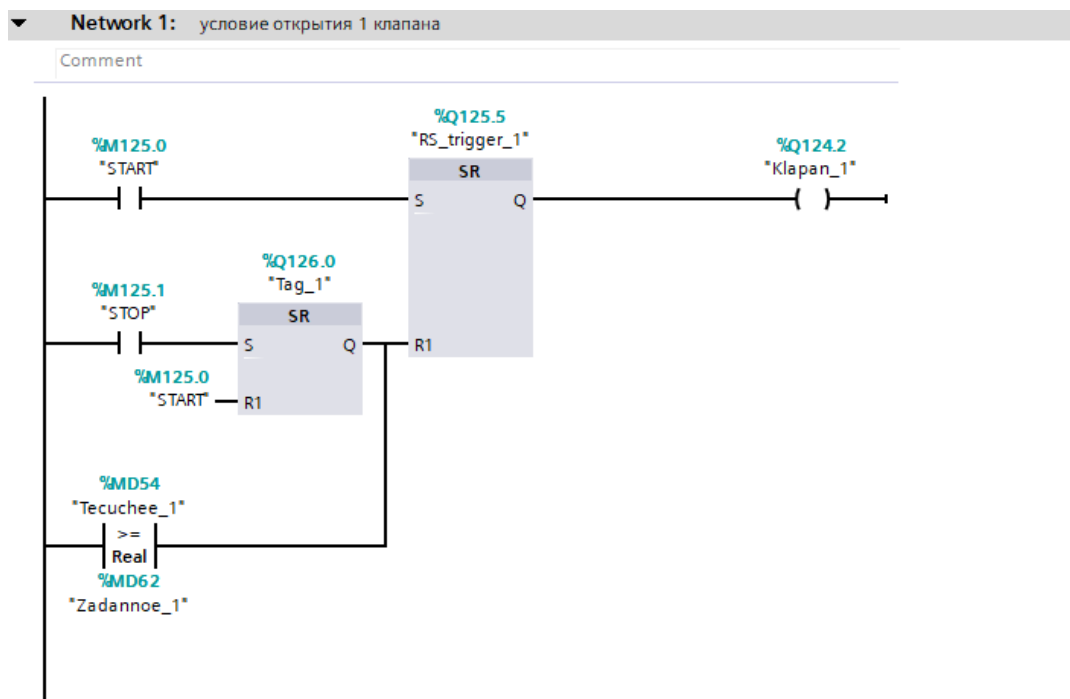 Network 1: условие открытия 1 клапана
Comment
%Q125.5
"RS_trigger_1"
%M125.0
"START"
%Q124.2
"Klapan_1"
SR
S Q
%Q126.0
"Tag_1"
%M125.1
"STOP"
SR
S Q
R1
%M125.0
"START"
R1
%MD54
"Tecuchee_1"
>=
Real
%MD62
"Zadannoe_1"